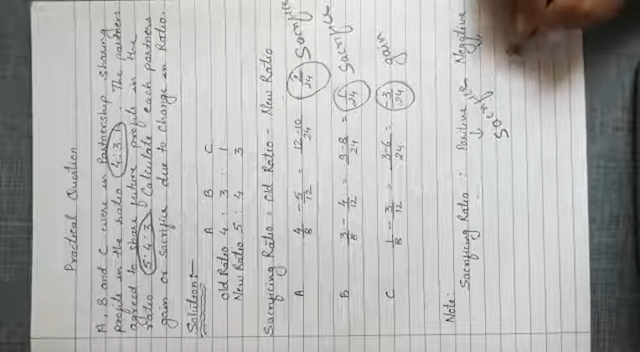 Practical Question
A, B and C were in Partnership sharing
profits in the ratio 4:3:1. The partners
agreed to share future profits in the
ratio 5:4:3. Calculate each partners
gain or sacrifice due to change in Ratio.
Solution:-
A B C
Old Ratio 4 : 3 : 1
New Ratio 5 : 4 3
Sacrificing Ratio = Old Ratio - New Ratio
A 4/8 - 5/12 = 12-10/24 2/24 Sacrifice
B 3/8 - 4/12 = 9-8/24 = 1/24 Sacrifice
C 1/8 - 3/12 = 3-6/24 = -3/24 gain
Note:
Sacrificing Ratio : Positive Negative
Sacrifice